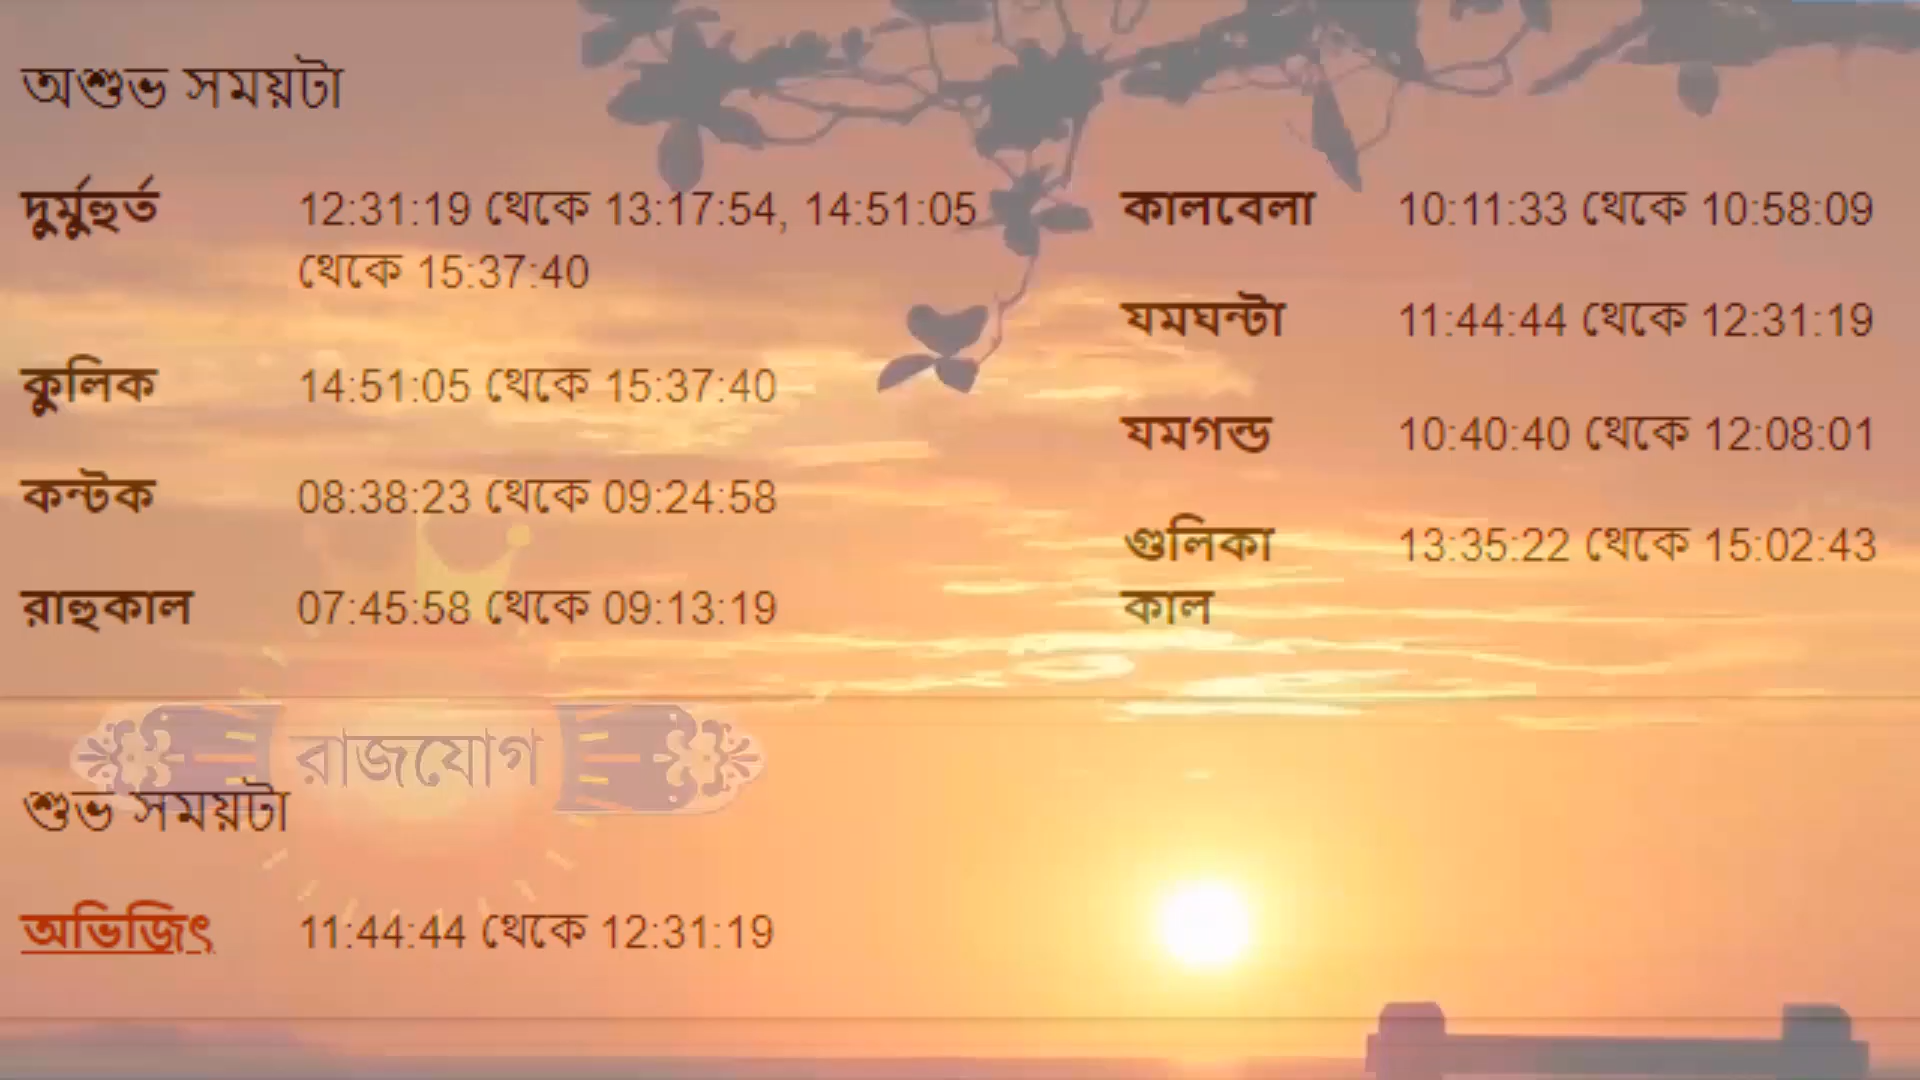 অশুভ সময়টা
দুর্মুহুর্ত 12:31:19 থেকে 13:17:54, 14:51:05
থেকে 15:37:40
কুলিক 14:51:05 থেকে 15:37:40
কন্টক 08:38:23 থেকে 09:24:58
রাহুকাল 07:45:58 থেকে 09:13:19
কালবেলা 10:11:33 থেকে 10:58:09
যমঘন্টা 11:44:44 থেকে 12:31:19
যমগন্ড 10:40:40 থেকে 12:08:01
গুলিকা 13:35:22 থেকে 15:02:43
কাল
রাজযোগ
শুভ সময়টা
অভিজিৎ 11:44:44 থেকে 12:31:19